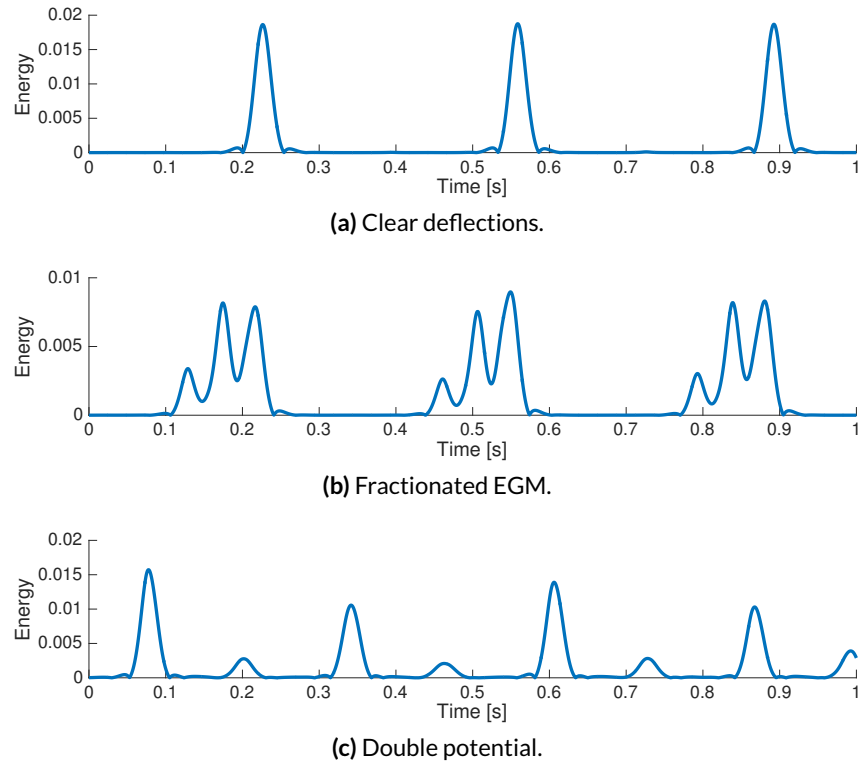 0.02
0.015
0.01
0.005
0
Energy
0 0.1 0.2 0.3 0.4 0.5 0.6 0.7 0.8 0.9 1
Time [s]
(a) Clear deflections.
0.01
0.005
0
Energy
0 0.1 0.2 0.3 0.4 0.5 0.6 0.7 0.8 0.9 1
Time [s]
(b) Fractionated EGM.
0.02
0.015
0.01
0.005
0
Energy
0 0.1 0.2 0.3 0.4 0.5 0.6 0.7 0.8 0.9 1
Time [s]
(c) Double potential.